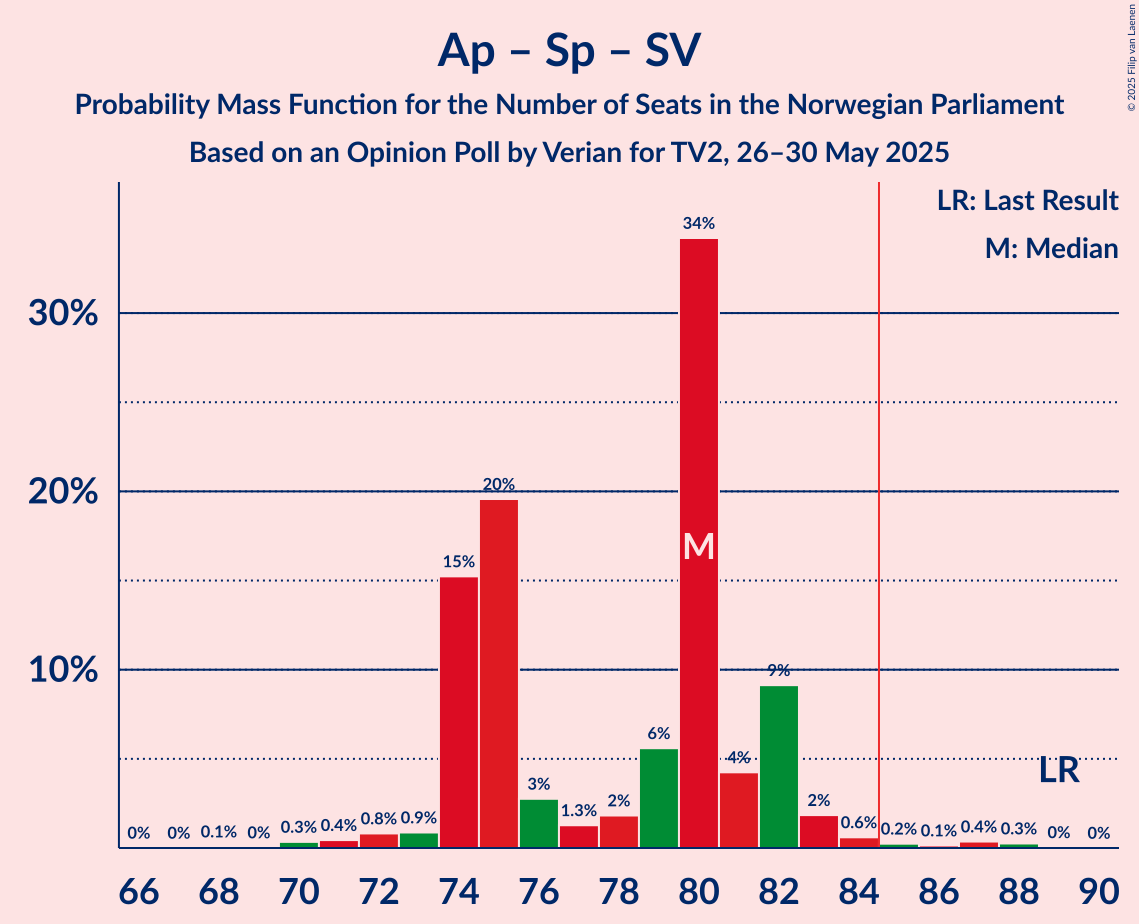 Ap – Sp – SV
Probability Mass Function for the Number of Seats in the Norwegian Parliament
Based on an Opinion Poll by Verian for TV2, 26–30 May 2025
© 2025 Filip van Laenen
LR: Last Result
M: Median
34%
30%
20%
20%
M
15%
10%
9%
6%
4%
LR
3%
2%
2%
1.3%
0% 0% 0.1% 0% 0.3% 0.4% 0.8% 0.9% 0.6% 0.2% 0.1% 0.4% 0.3% 0% 0%
66 68 70 72 74 76 78 80 82 84 86 88 90